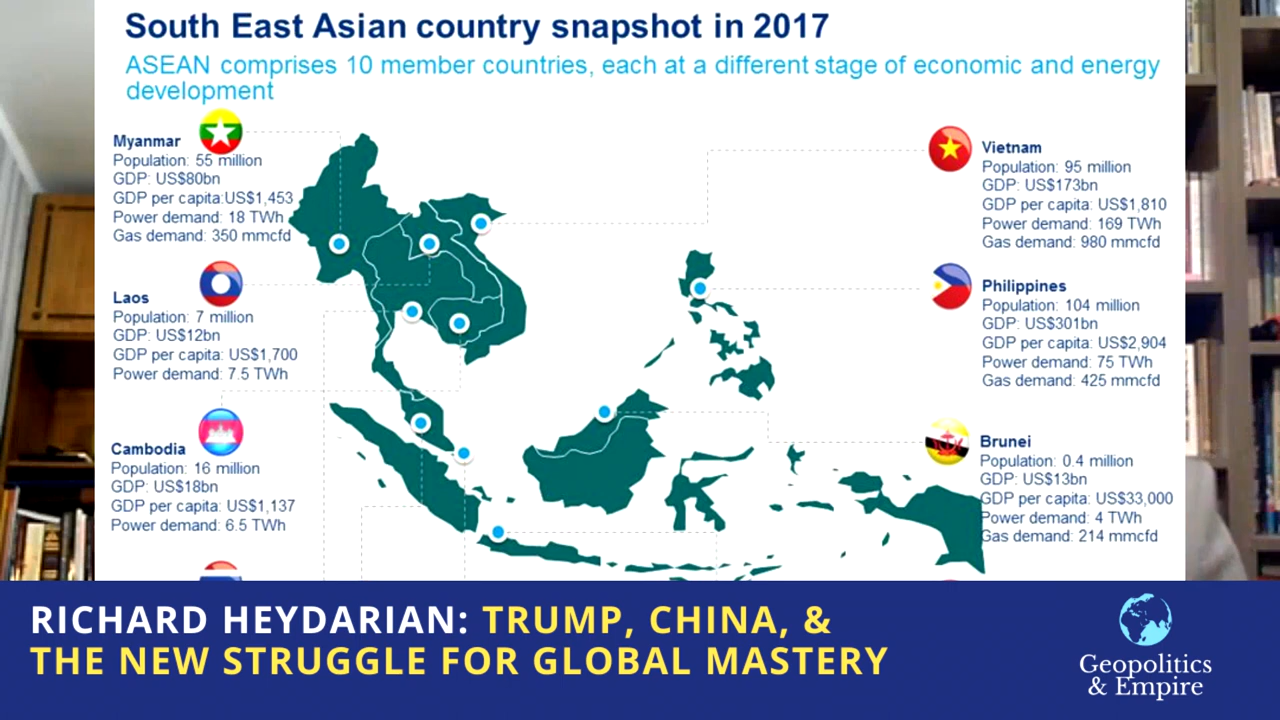 South East Asian country snapshot in 2017
ASEAN comprises 10 member countries, each at a different stage of economic and energy
development
Myanmar
Population: 55 million
GDP: US$80bn
GDP per capita:US$1,453
Power demand: 18 TWh
Gas demand: 350 mmcfd
Laos
Population: 7 million
GDP: US$12bn
GDP per capita: US$1,700
Power demand: 7.5 TWh
Cambodia
Population: 16 million
GDP: US$18bn
GDP per capita: US$1,137
Power demand: 6.5 TWh
Vietnam
Population: 95 million
GDP: US$173bn
GDP per capita: US$1,810
Power demand: 169 TWh
Gas demand: 980 mmcfd
Philippines
Population: 104 million
GDP: US$301bn
GDP per capita: US$2,904
Power demand: 75 TWh
Gas demand: 425 mmcfd
Brunei
Population: 0.4 million
GDP: US$13bn
GDP per capita: US$33,000
Power demand: 4 TWh
Gas demand: 214 mmcfd
RICHARD HEYDARIAN: TRUMP, CHINA, &
THE NEW STRUGGLE FOR GLOBAL MASTERY
Geopolitics
& Empire